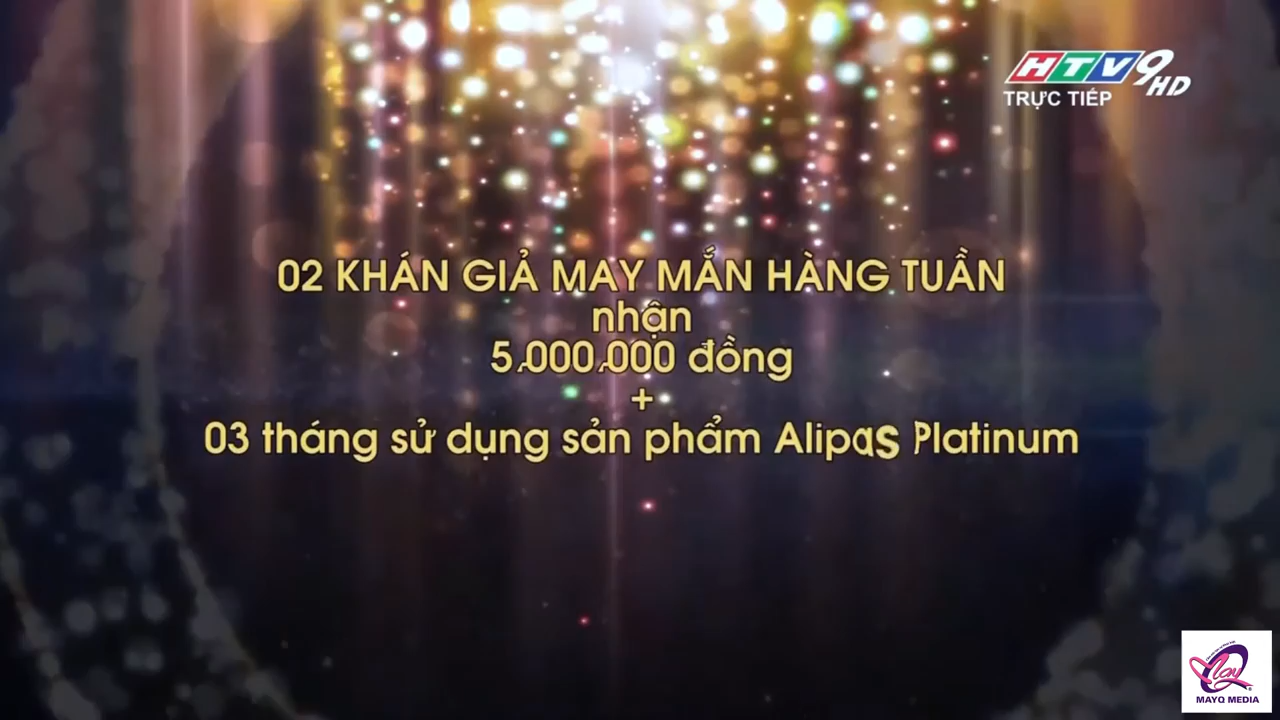 HTV9 HD
TRỰC TIẾP
02 KHÁN GIẢ MAY MẮN HÀNG TUẦN
nhận
5.000.000 đồng
+
03 tháng sử dụng sản phẩm Alipas Platinum
May
MAYQ MEDIA